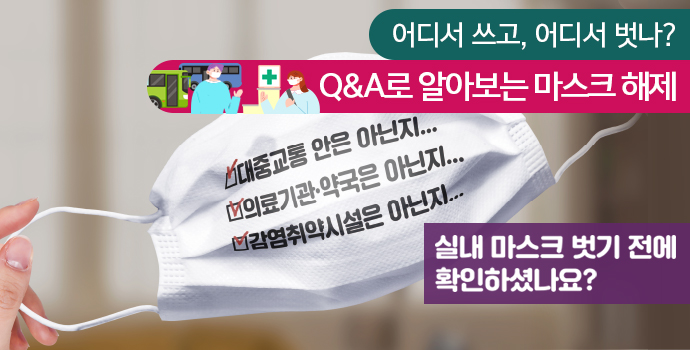 어디서 쓰고, 어디서 벗나?
Q&A로 알아보는 마스크 해제
대중교통 안은 아닌지...
의료기관·약국은 아닌지...
감염취약시설은 아닌지...
실내 마스크 벗기 전에
확인하셨나요?